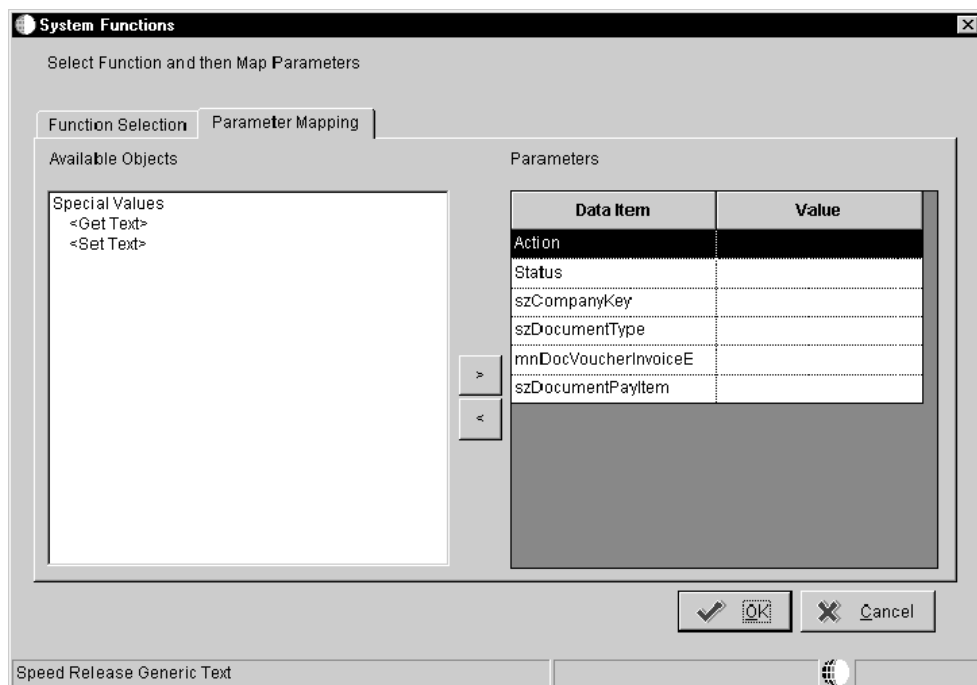 System Functions
Select Function and then Map Parameters
Function Selection
Parameter Mapping
Available Objects
Special Values
<Get Text>
<Set Text>
>
<
Parameters
Data Item Value
Action
Status
szCompanyKey
szDocumentType
mnDocVoucherInvoiceE
szDocumentPayItem
OK
Cancel
Speed Release Generic Text